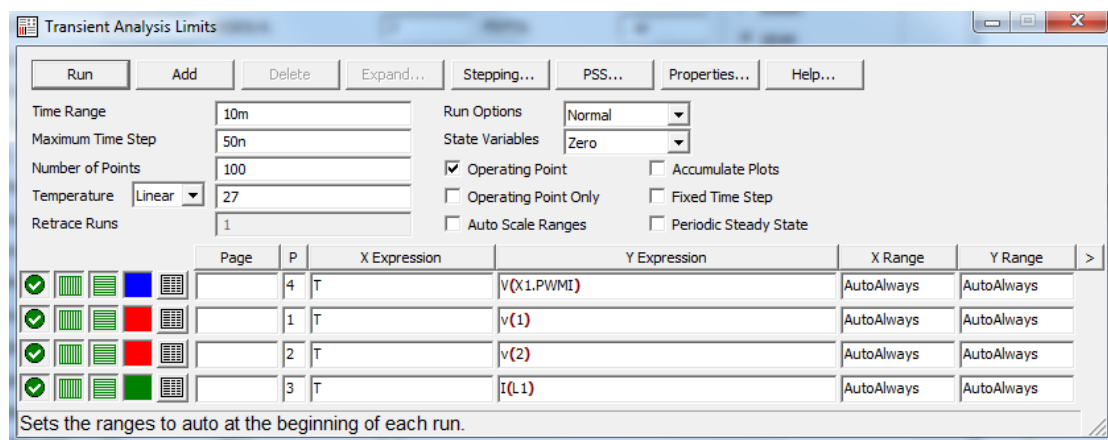 Transient Analysis Limits
Run Add Delete Expand... Stepping... PSS... Properties... Help...
Time Range 10m Run Options Normal
Maximum Time Step 50n State Variables Zero
Number of Points 100 Operating Point Accumulate Plots
Temperature Linear 27 Operating Point Only Fixed Time Step
Retrace Runs 1 Auto Scale Ranges Periodic Steady State
Page P X Expression Y Expression X Range Y Range >
4 T V(X1.PWMI) AutoAlways AutoAlways
1 T v(1) AutoAlways AutoAlways
2 T v(2) AutoAlways AutoAlways
3 T I(L1) AutoAlways AutoAlways
Sets the ranges to auto at the beginning of each run.